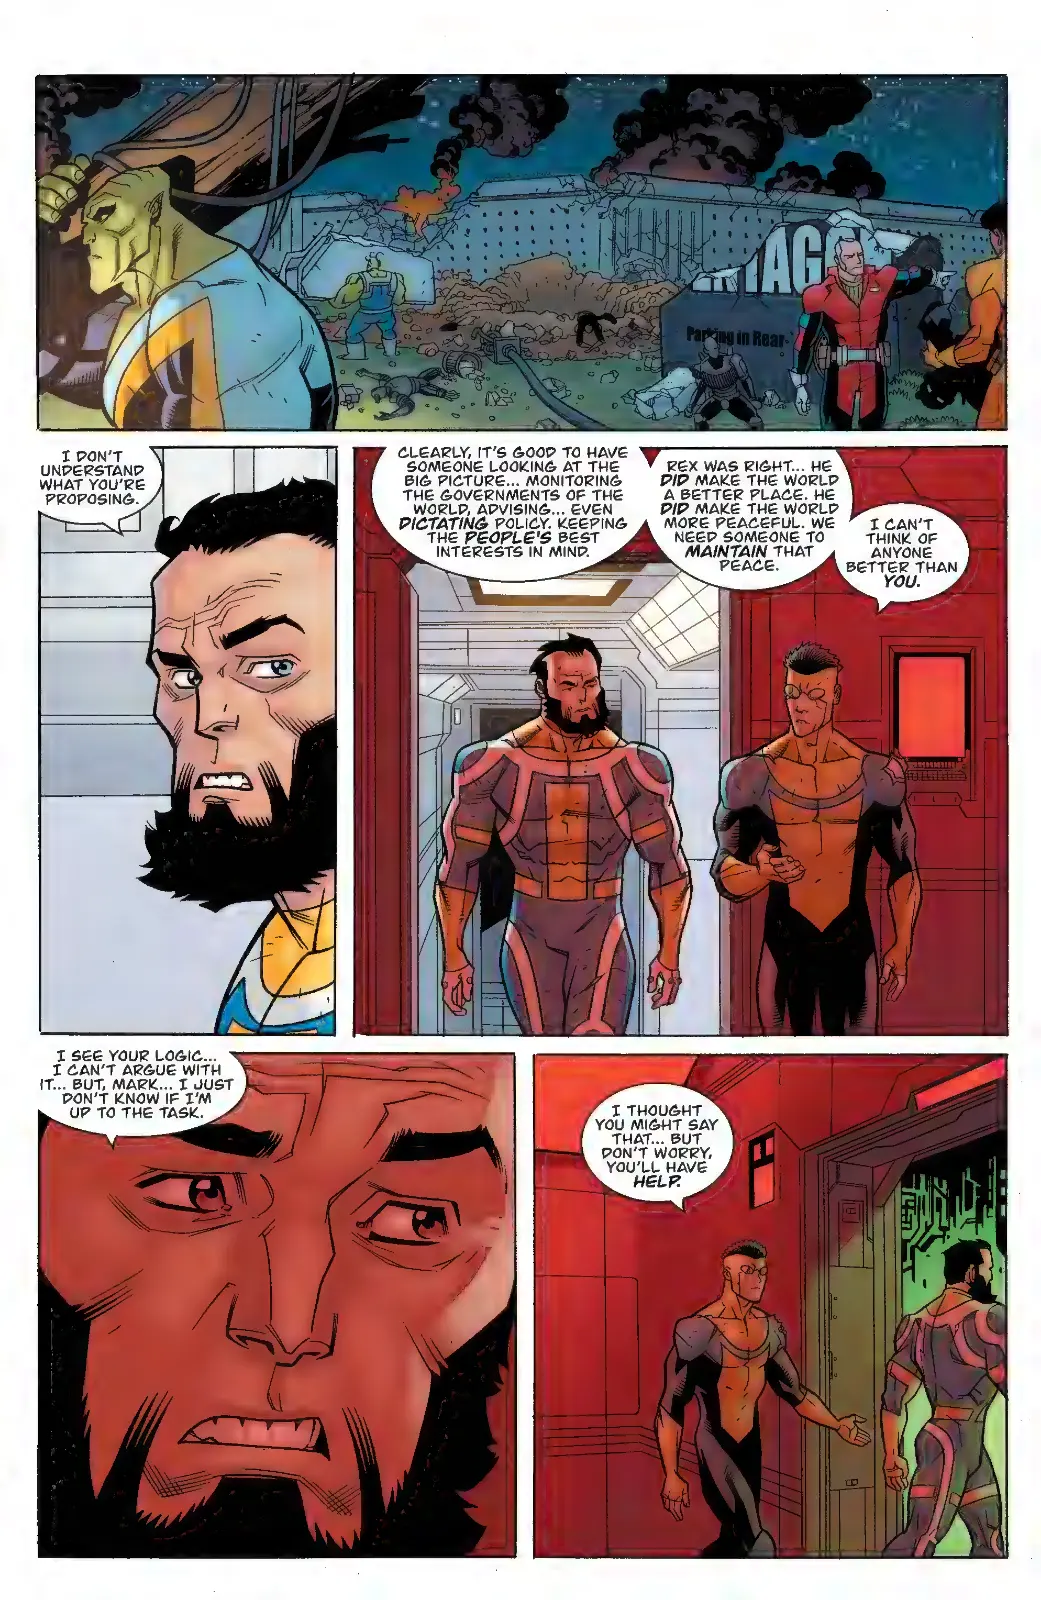 NTAGO
Parking in Rear
I DON'T
UNDERSTAND
WHAT YOU'RE
PROPOSING.
CLEARLY, IT'S GOOD TO HAVE
SOMEONE LOOKING AT THE
BIG PICTURE... MONITORING
THE GOVERNMENTS OF THE
WORLD, ADVISING... EVEN
DICTATING POLICY. KEEPING
THE PEOPLE'S BEST
INTERESTS IN MIND.
REX WAS RIGHT... HE
DID MAKE THE WORLD
A BETTER PLACE. HE
DID MAKE THE WORLD
MORE PEACEFUL. WE
NEED SOMEONE TO
MAINTAIN THAT
PEACE.
I CAN'T
THINK OF
ANYONE
BETTER THAN
YOU.
I SEE YOUR LOGIC...
I CAN'T ARGUE WITH
IT... BUT, MARK... I JUST
DON'T KNOW IF I'M
UP TO THE TASK.
I THOUGHT
YOU MIGHT SAY
THAT... BUT
DON'T WORRY,
YOU'LL HAVE
HELP.